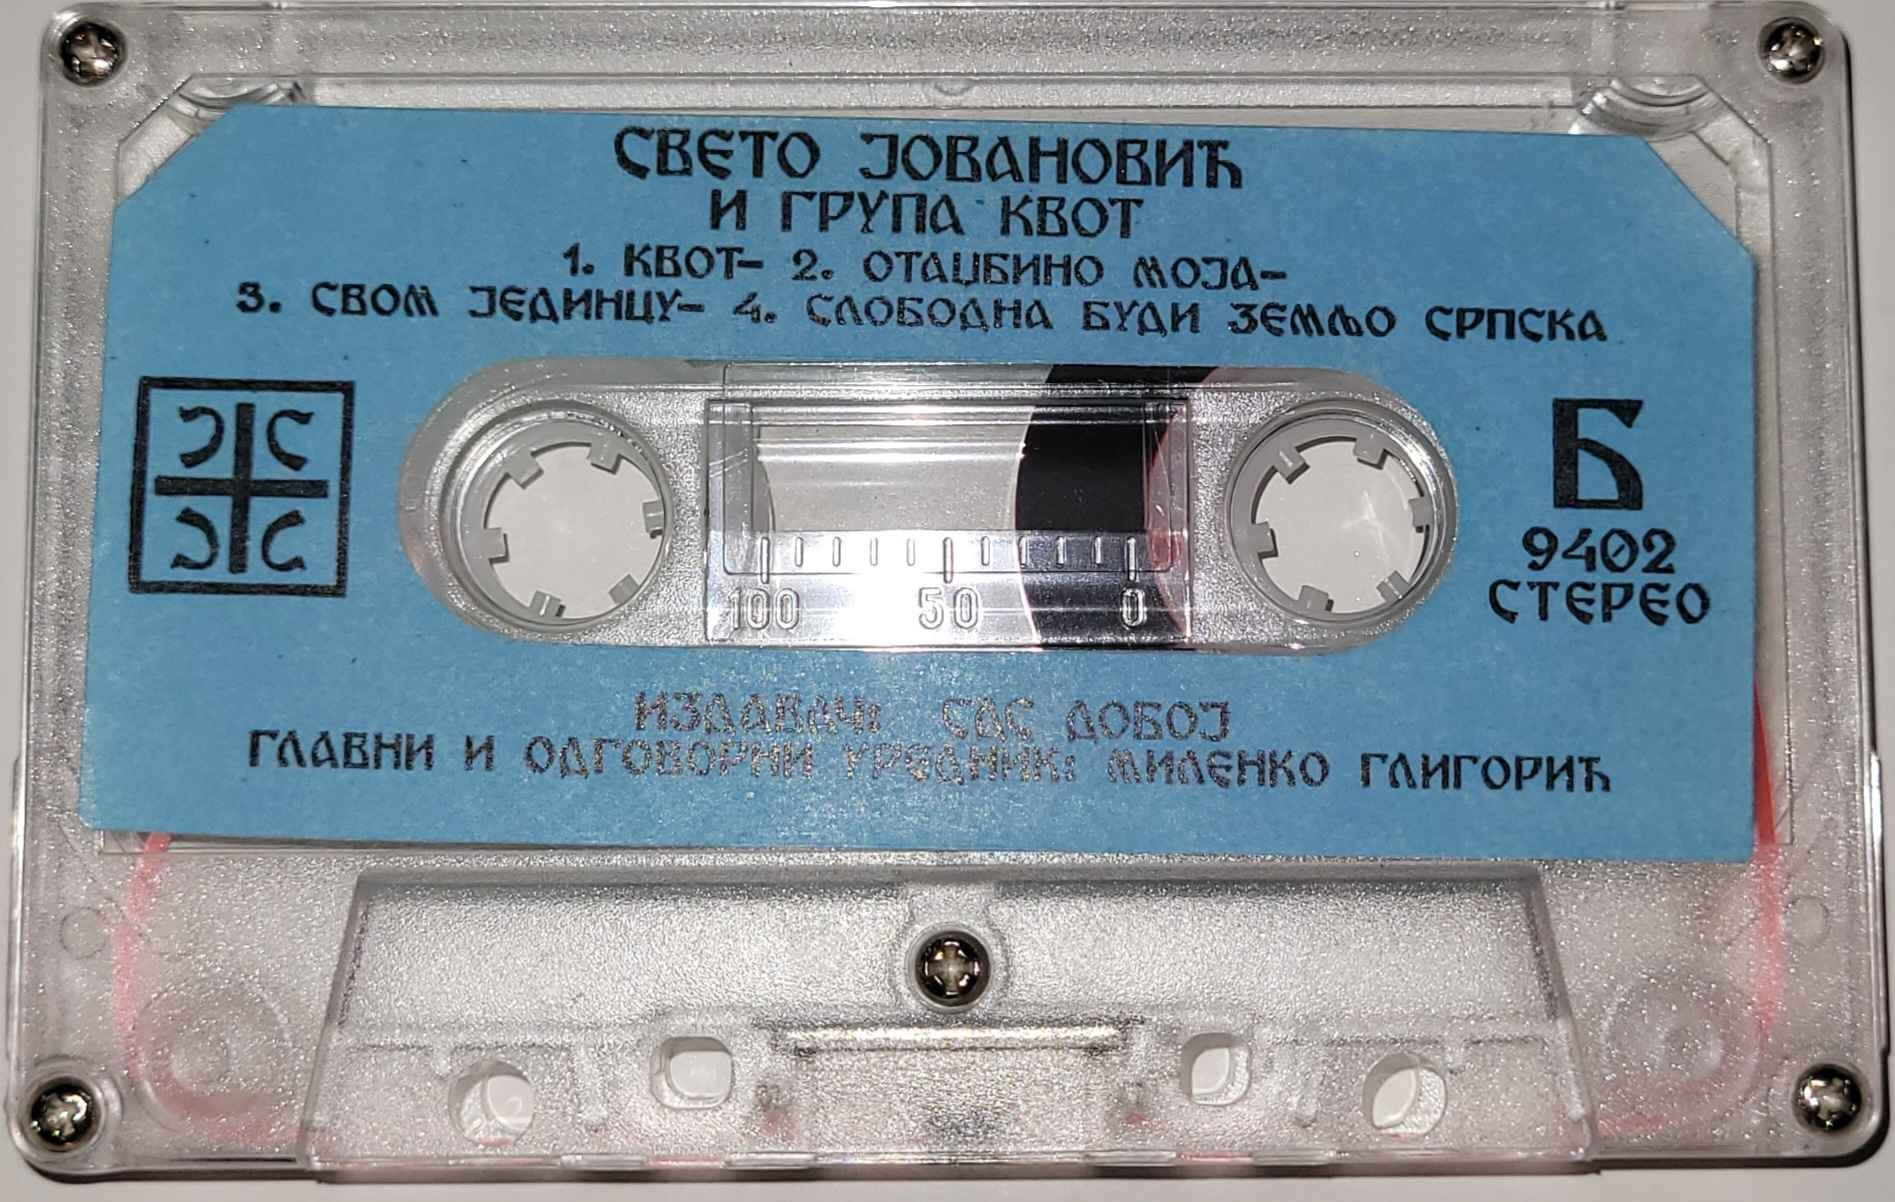 СВЕТО ЈОВАНОВИЋ
И ГРУПА КВОТ
1. КВОТ- 2. ОТАЏБИНО МОЈА-
3. СВОМ ЈЕДИНЦУ- 4. СЛОБОДНА БУДИ ЗЕМЉО СРПСКА
Б
9402
СТЕРЕО
100 50 0
ИЗДАВАЧ: САС ДОБОЈ
ГЛАВНИ И ОДГОВОРНИ УРЕДНИК: МИЛЕНКО ГЛИГОРИЋ